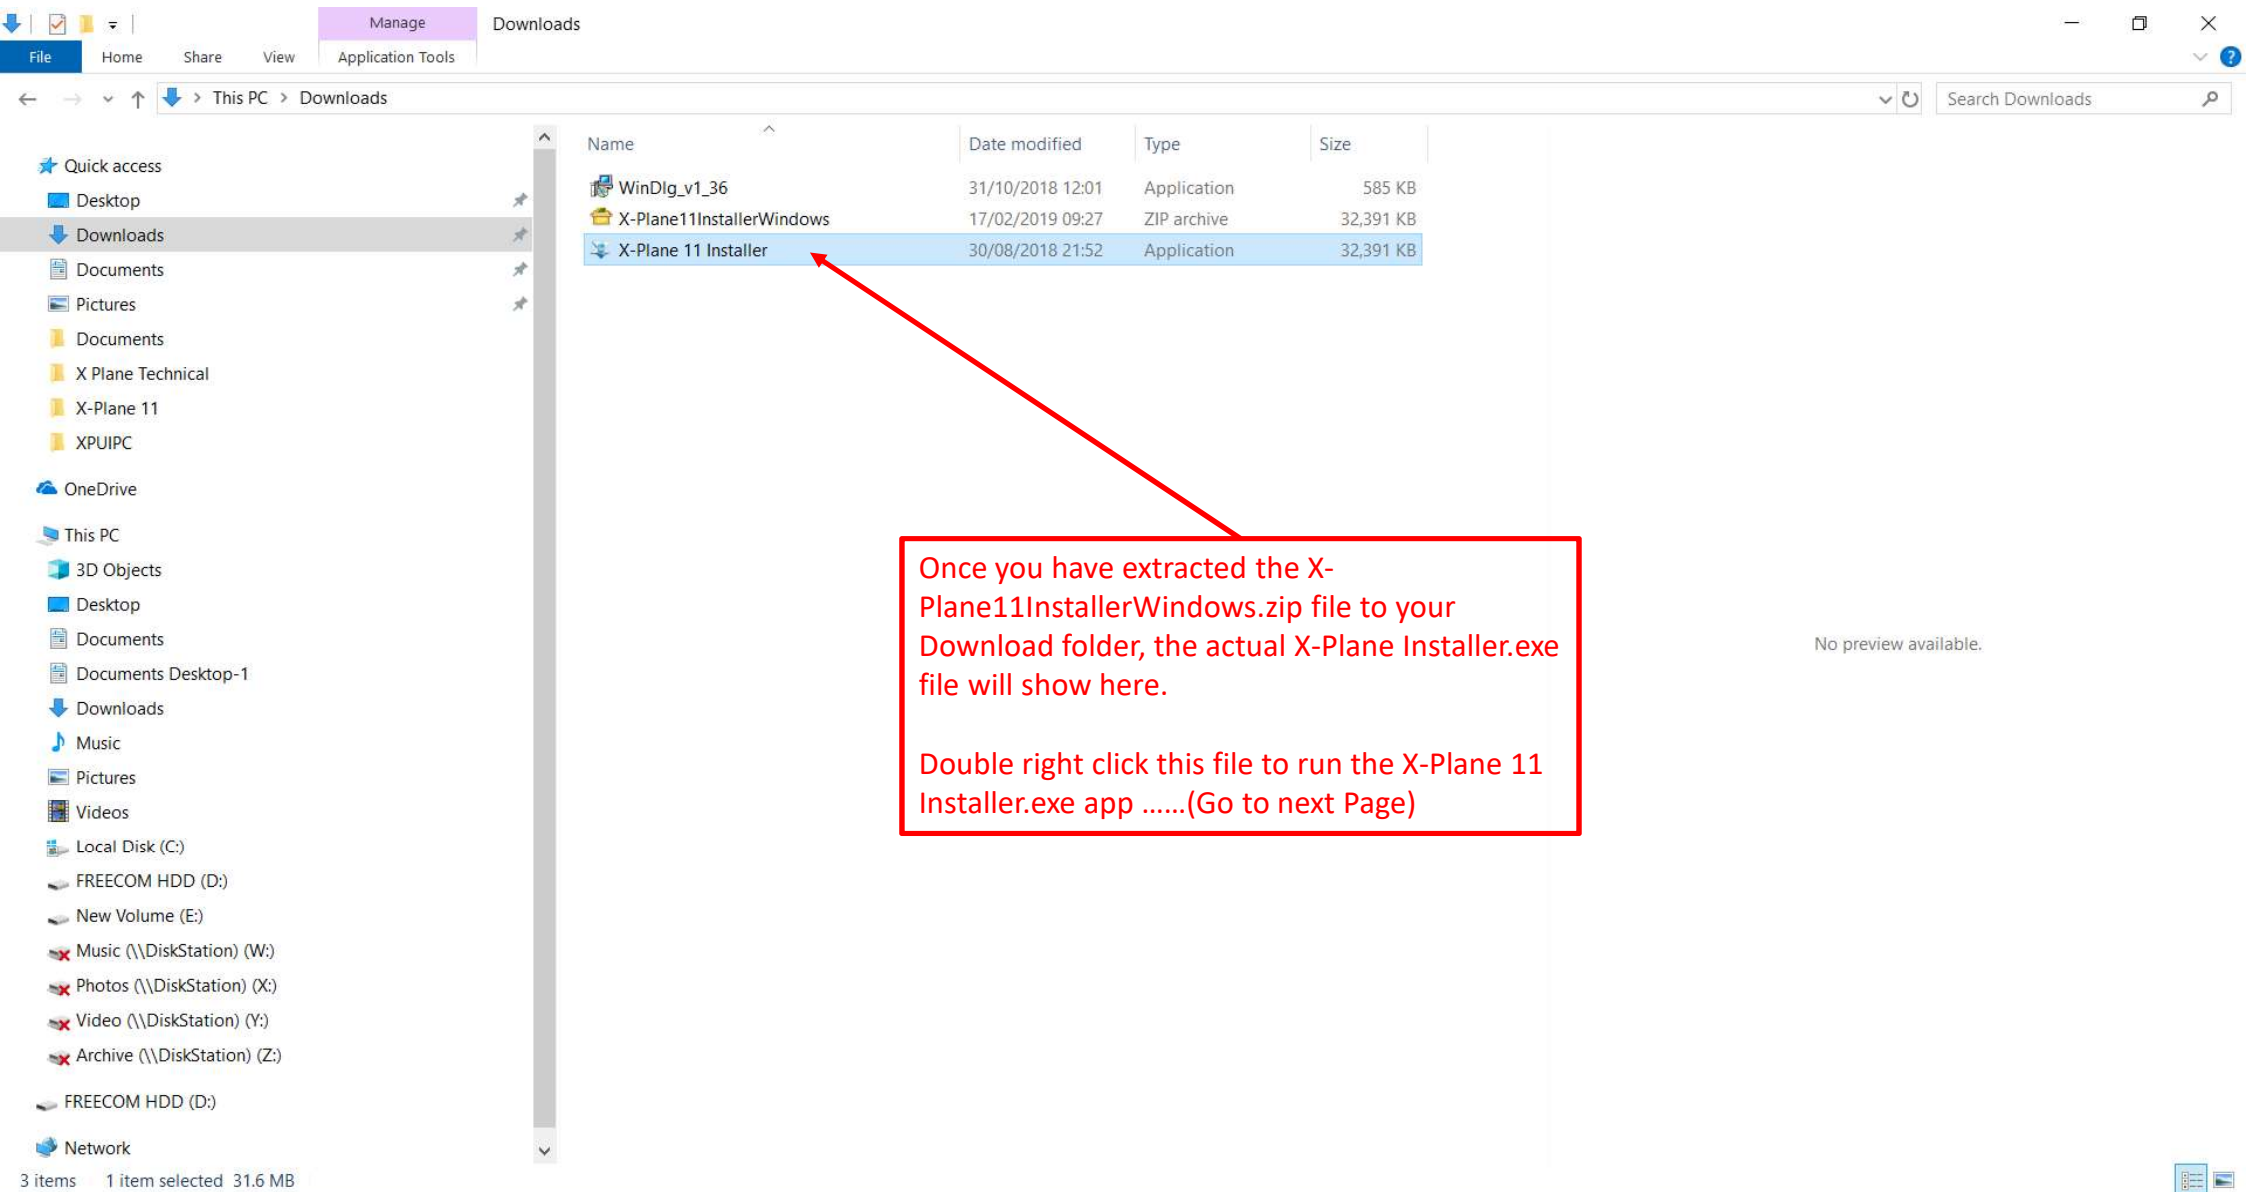 Manage
Downloads
File
Home
Share
View
Application Tools
This PC > Downloads
Search Downloads
Quick access
Desktop
Downloads
Documents
Pictures
Documents
X Plane Technical
X-Plane 11
XPUIPC
OneDrive
This PC
3D Objects
Desktop
Documents
Documents Desktop-1
Downloads
Music
Pictures
Videos
Local Disk (C:)
FREECOM HDD (D:)
New Volume (E:)
Music (\\DiskStation) (W:)
Photos (\\DiskStation) (X:)
Video (\\DiskStation) (Y:)
Archive (\\DiskStation) (Z:)
FREECOM HDD (D:)
Network
Name Date modified Type Size
WinDlg_v1_36 31/10/2018 12:01 Application 585 KB
X-Plane11InstallerWindows 17/02/2019 09:27 ZIP archive 32,391 KB
X-Plane 11 Installer 30/08/2018 21:52 Application 32,391 KB
Once you have extracted the X-
Plane11InstallerWindows.zip file to your
Download folder, the actual X-Plane Installer.exe
file will show here.
Double right click this file to run the X-Plane 11
Installer.exe app ......(Go to next Page)
No preview available.
3 items 1 item selected 31.6 MB